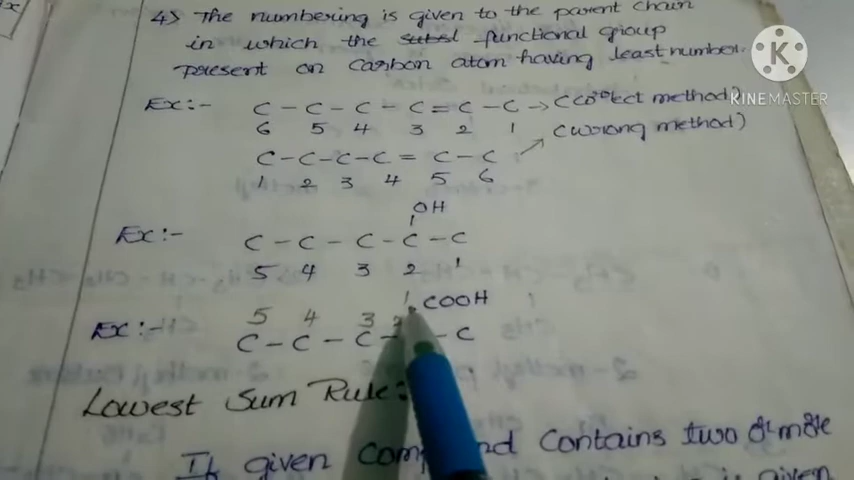 4) The numbering is given to the parent chain
in which the subst functional group
present on carbon atom having least number.
Ex:- C - C - C - C = C - C → (correct method)
6 5 4 3 2 1
C - C - C - C = C - C (wrong method)
1 2 3 4 5 6
OH
Ex:- C - C - C - C - C
5 4 3 2 1
1 COOH
5 4 3
Ex:- C - C - C - - C
Lowest Sum Rule:
If given contains two or more
is given
K
KINEMASTER